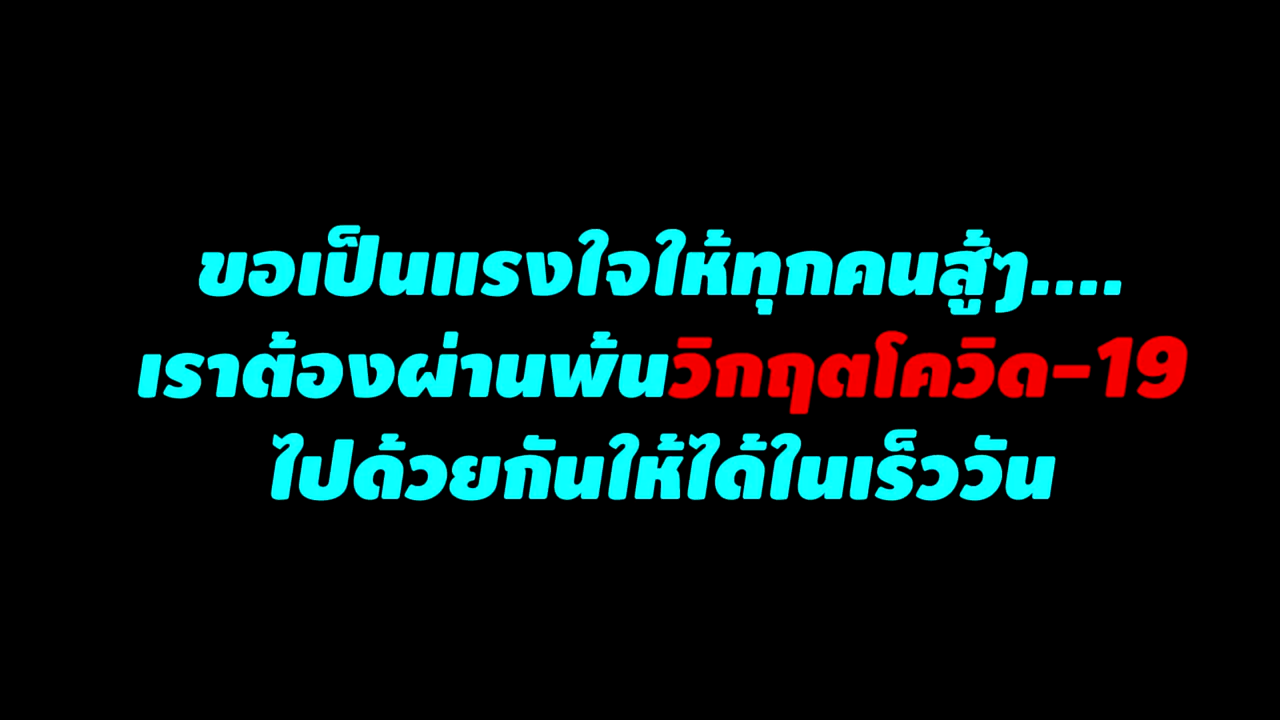 ขอเป็นแรงใจให้ทุกคนสู้ๆ....
เราต้องผ่านพ้นวิกฤตโควิด-19
ไปด้วยกันให้ได้ในเร็ววัน